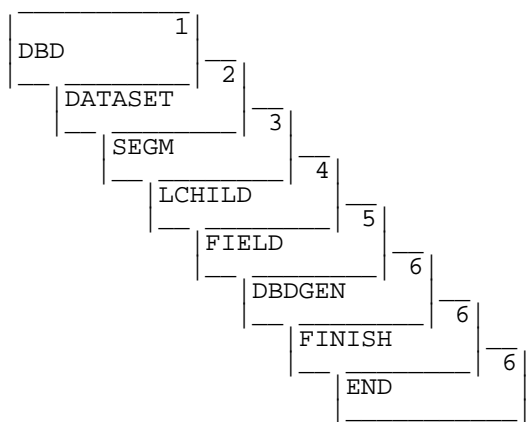 1
DBD
2
DATASET
3
SEGM
4
LCHILD
5
FIELD
6
DBDGEN
6
FINISH
6
END